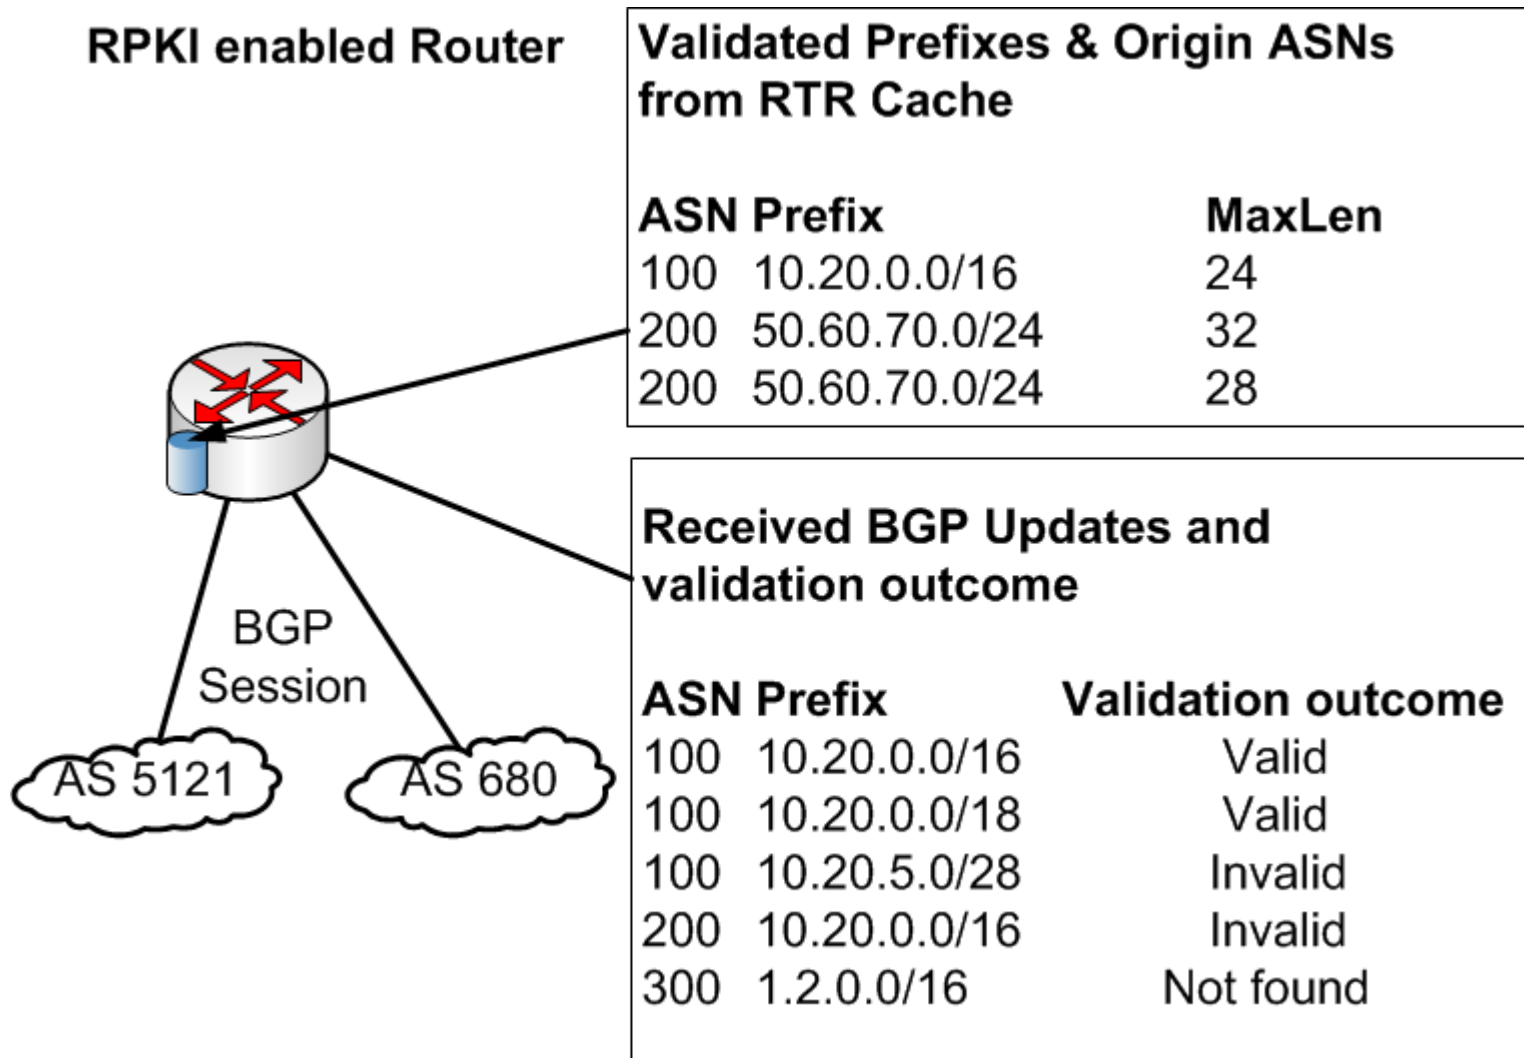 RPKI enabled Router
Validated Prefixes & Origin ASNs
from RTR Cache
ASN Prefix MaxLen
100 10.20.0.0/16 24
200 50.60.70.0/24 32
200 50.60.70.0/24 28
Received BGP Updates and
validation outcome
ASN Prefix Validation outcome
100 10.20.0.0/16 Valid
100 10.20.0.0/18 Valid
100 10.20.5.0/28 Invalid
200 10.20.0.0/16 Invalid
300 1.2.0.0/16 Not found
BGP
Session
AS 5121
AS 680